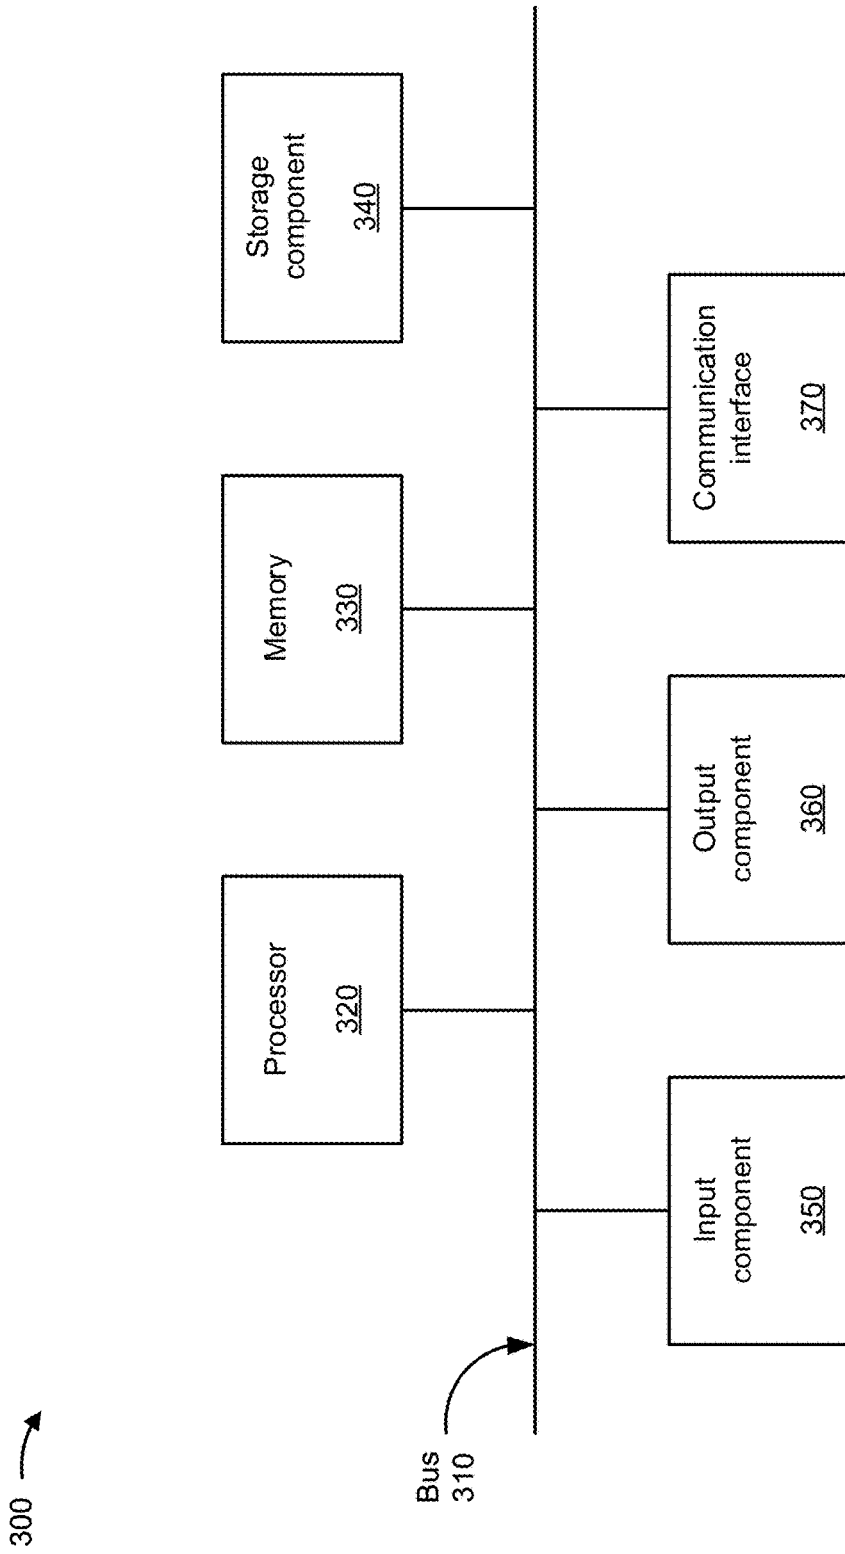 300
Processor
320
Memory
330
Storage
component
340
Bus
310
Input
component
350
Output
component
360
Communication
interface
370